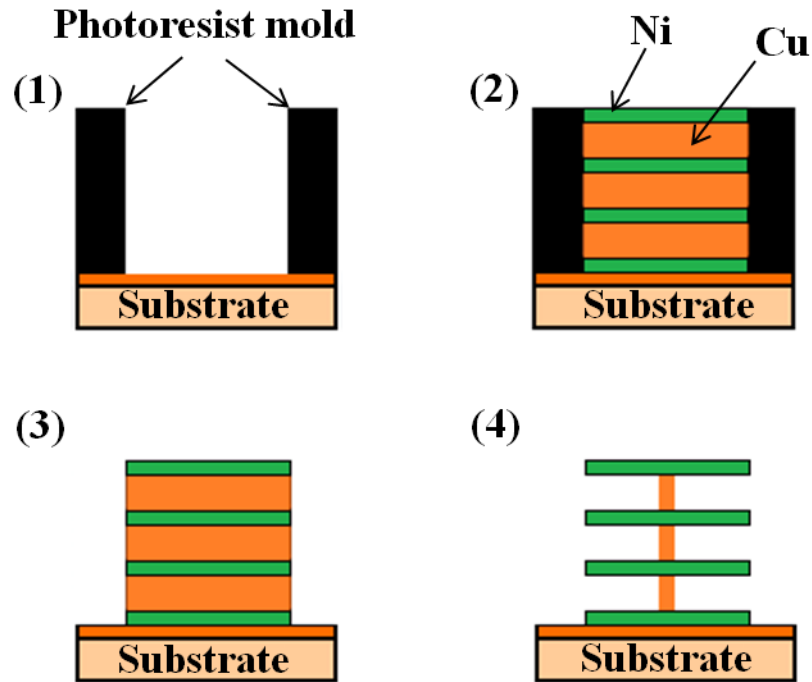 Photoresist mold
(1)
Substrate
(2)
Ni
Cu
Substrate
(3)
Substrate
(4)
Substrate